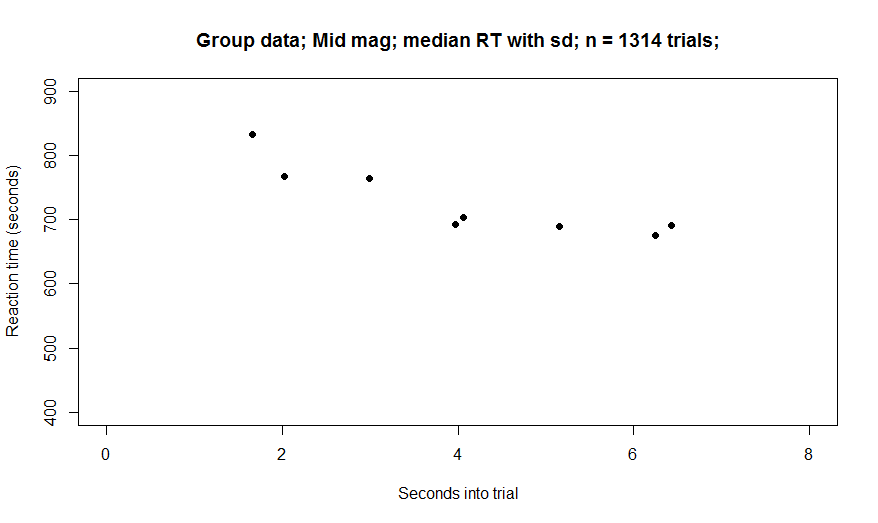 Group data; Mid mag; median RT with sd; n = 1314 trials;
Reaction time (seconds)
900
800
700
600
500
400
0 2 4 6 8
Seconds into trial